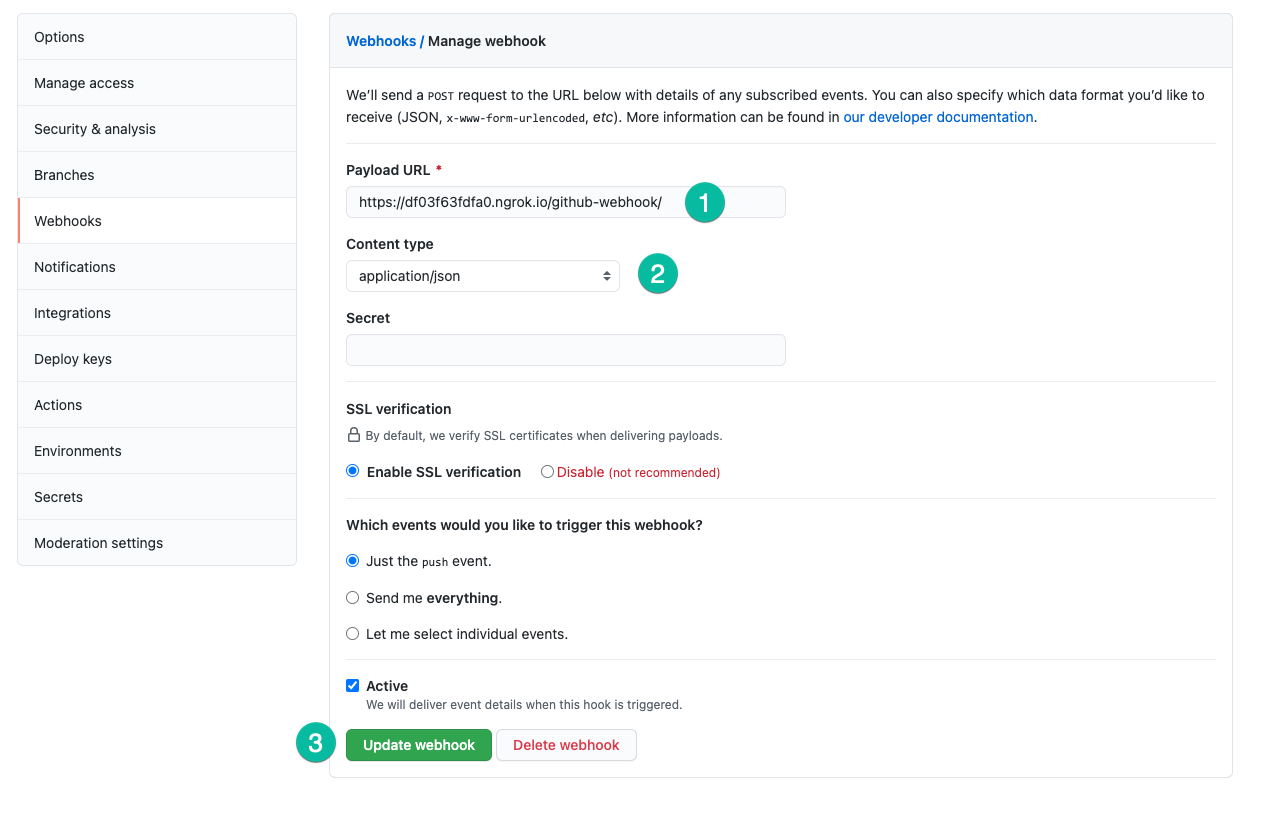 Options
Manage access
Security & analysis
Branches
Webhooks
Notifications
Integrations
Deploy keys
Actions
Environments
Secrets
Moderation settings
Webhooks / Manage webhook
We’ll send a POST request to the URL below with details of any subscribed events. You can also specify which data format you’d like to
receive (JSON, x-www-form-urlencoded, etc). More information can be found in our developer documentation.
Payload URL *
https://df03f63fdfa0.ngrok.io/github-webhook/ 1
Content type
application/json 2
Secret
SSL verification
By default, we verify SSL certificates when delivering payloads.
Enable SSL verification Disable (not recommended)
Which events would you like to trigger this webhook?
Just the push event.
Send me everything.
Let me select individual events.
Active
We will deliver event details when this hook is triggered.
3 Update webhook Delete webhook